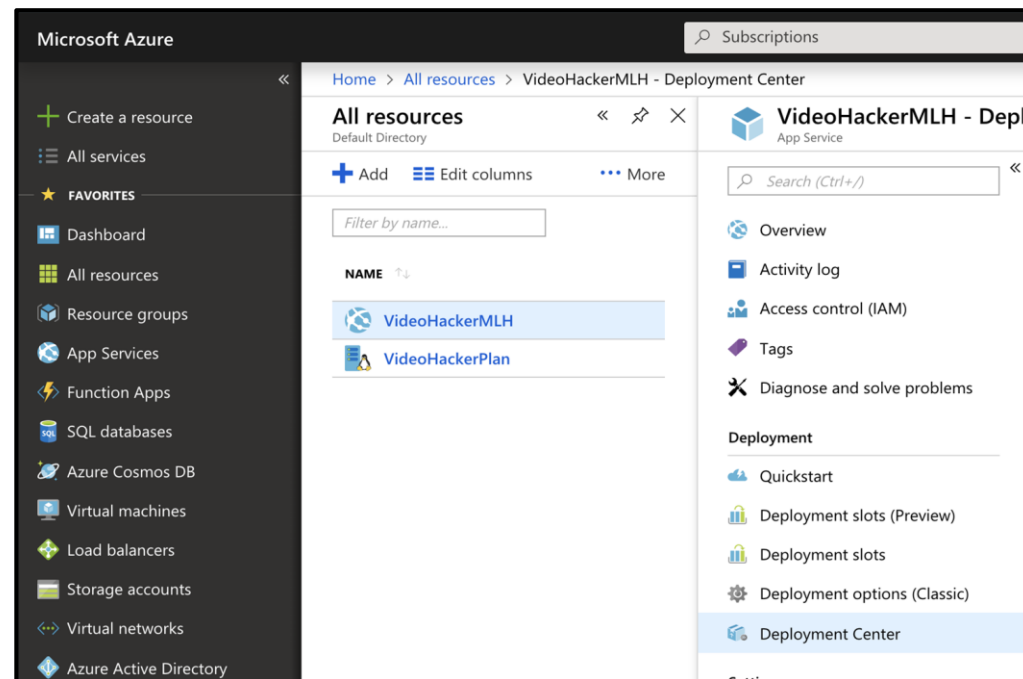 Microsoft Azure
Subscriptions
Create a resource
All services
FAVORITES
Dashboard
All resources
Resource groups
App Services
Function Apps
SQL databases
Azure Cosmos DB
Virtual machines
Load balancers
Storage accounts
Virtual networks
Azure Active Directory
Home > All resources > VideoHackerMLH - Deployment Center
All resources
Default Directory
Add Edit columns More
Filter by name...
NAME
VideoHackerMLH
VideoHackerPlan
VideoHackerMLH - Depl
App Service
Search (Ctrl+/)
Overview
Activity log
Access control (IAM)
Tags
Diagnose and solve problems
Deployment
Quickstart
Deployment slots (Preview)
Deployment slots
Deployment options (Classic)
Deployment Center